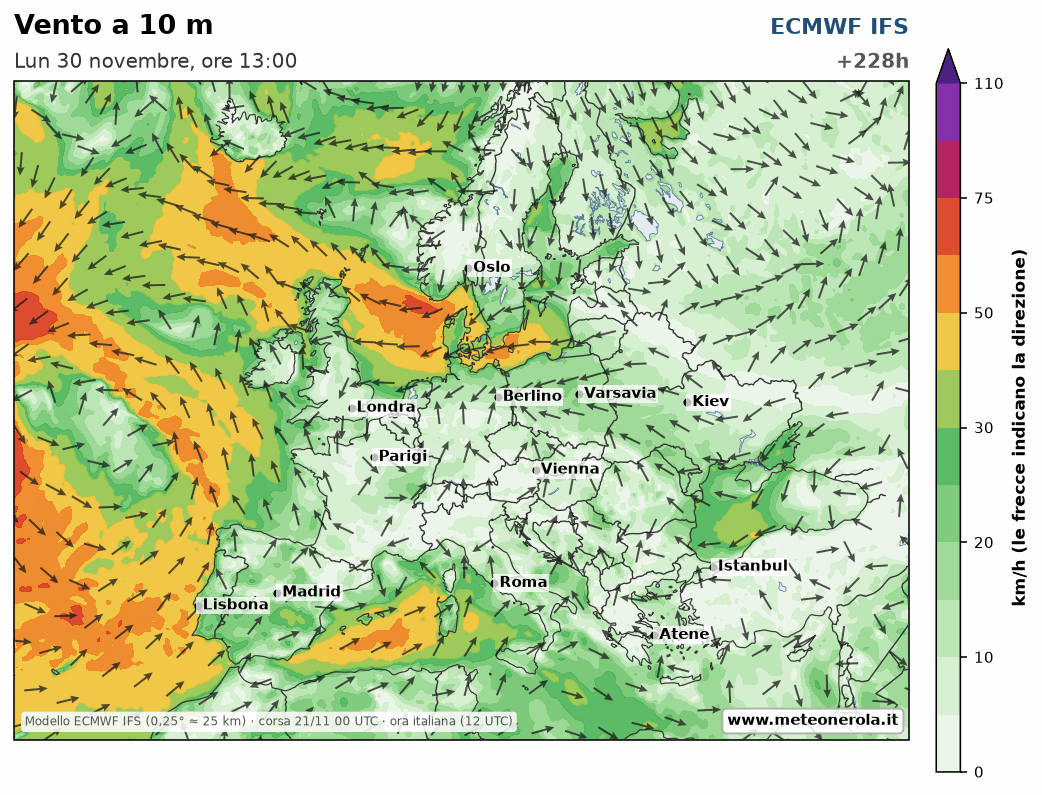 Vento a 10 m
ECMWF IFS
Lun 30 novembre, ore 13:00
+228h
110
75
50
30
20
10
0
km/h (le frecce indicano la direzione)
Oslo
Londra
Berlino
Varsavia
Kiev
Parigi
Vienna
Istanbul
Roma
Madrid
Lisbona
Atene
Modello ECMWF IFS (0,25° ≈ 25 km) · corsa 21/11 00 UTC · ora italiana (12 UTC)
www.meteonerola.it